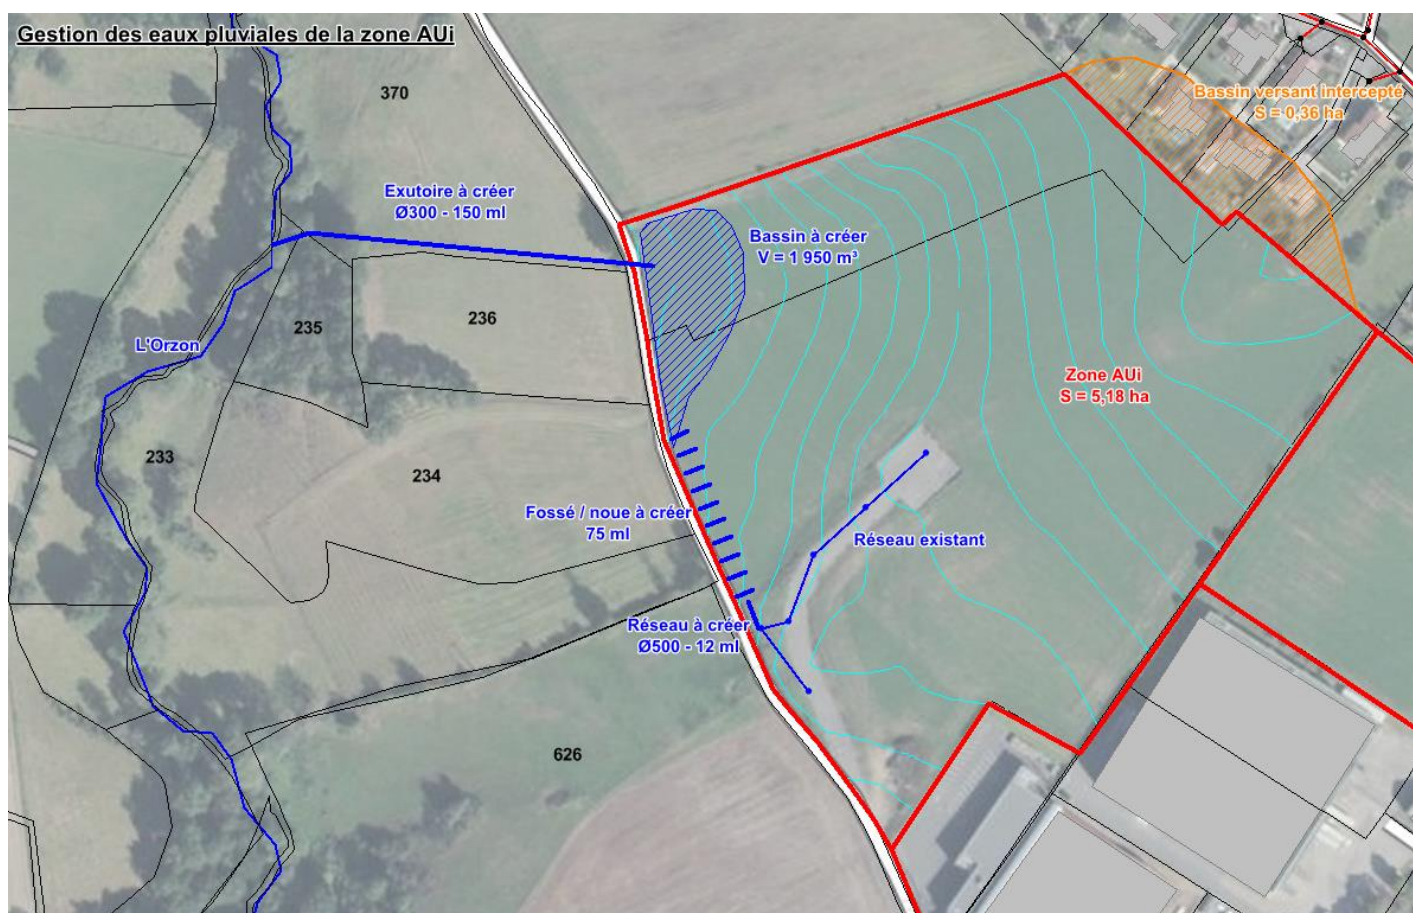 Gestion des eaux pluviales de la zone AUi
370
Bassin versant intercepté
S = 0,36 ha
Exutoire à créer
Ø300 - 150 ml
Bassin à créer
V = 1 950 m³
235
236
L'Orzon
Zone AUi
S = 5,18 ha
233
234
Fossé / noue à créer
75 ml
Réseau existant
Réseau à créer
Ø500 - 12 ml
626